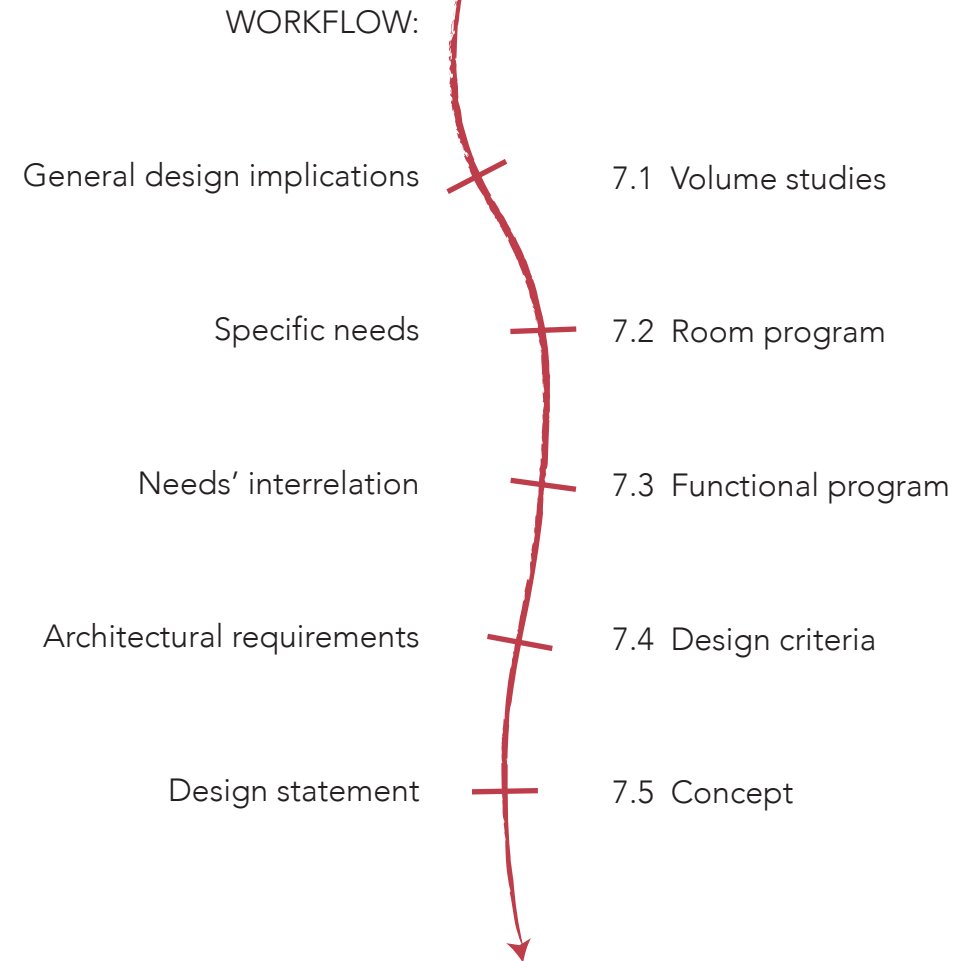 WORKFLOW:
General design implications
7.1 Volume studies
Specific needs
7.2 Room program
Needs’ interrelation
7.3 Functional program
Architectural requirements
7.4 Design criteria
Design statement
7.5 Concept